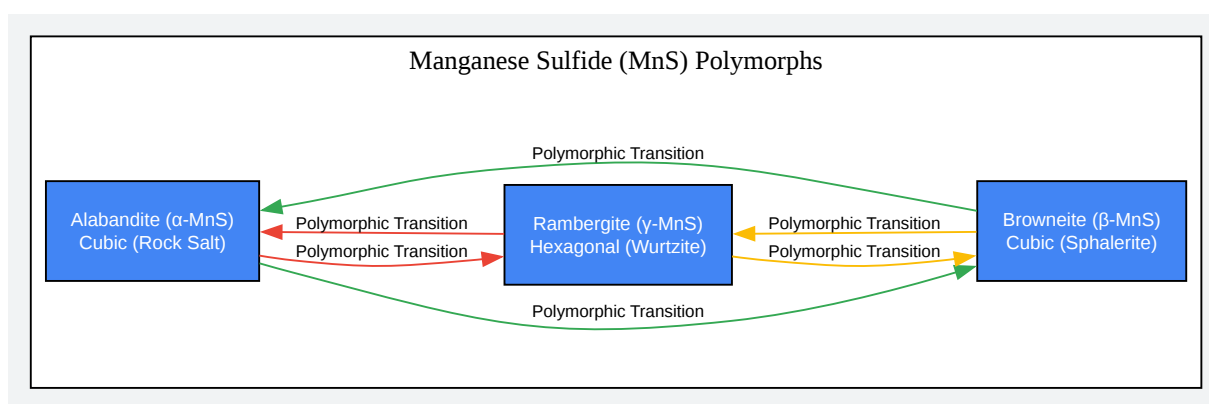 Manganese Sulfide (MnS) Polymorphs
Polymorphic Transition
Alabandite (α-MnS)
Cubic (Rock Salt)
Polymorphic Transition
Polymorphic Transition
Rambergite (γ-MnS)
Hexagonal (Wurtzite)
Polymorphic Transition
Polymorphic Transition
Browneite (β-MnS)
Cubic (Sphalerite)
Polymorphic Transition